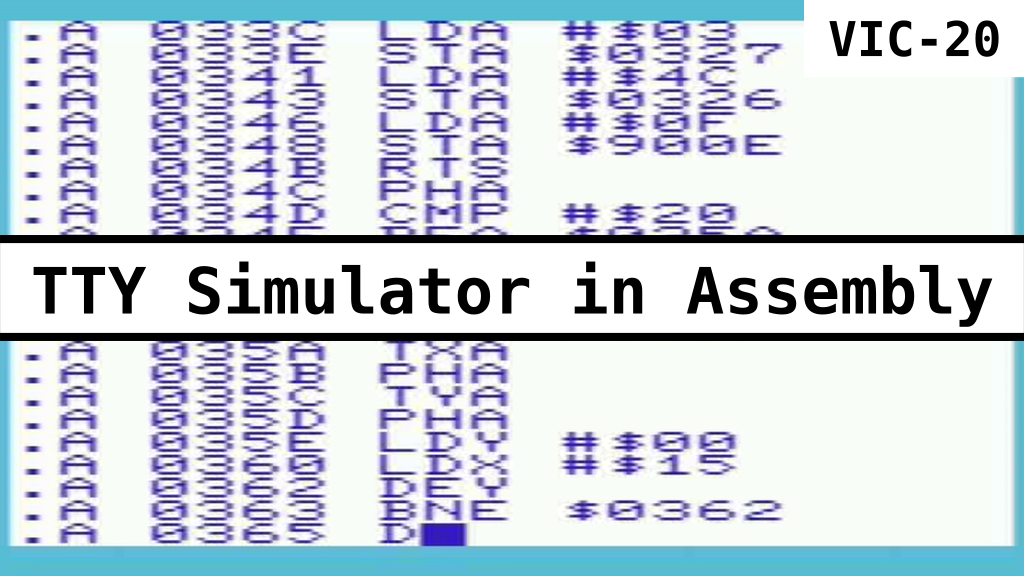 VIC-20
. A 033C LDA #$03
. A 033E STA $0327
. A 0341 LDA #$4C
. A 0343 STA $0326
. A 0346 LDA #$0F
. A 0348 STA $900E
. A 034B RTS
. A 034C PHA
. A 034D CMP #$20
TTY Simulator in Assembly
. A 035A TXA
. A 035B PHA
. A 035C TYA
. A 035D PHA
. A 035E LDY #$00
. A 0360 LDX #$15
. A 0362 DEY
. A 0363 BNE $0362
. A 0365 D